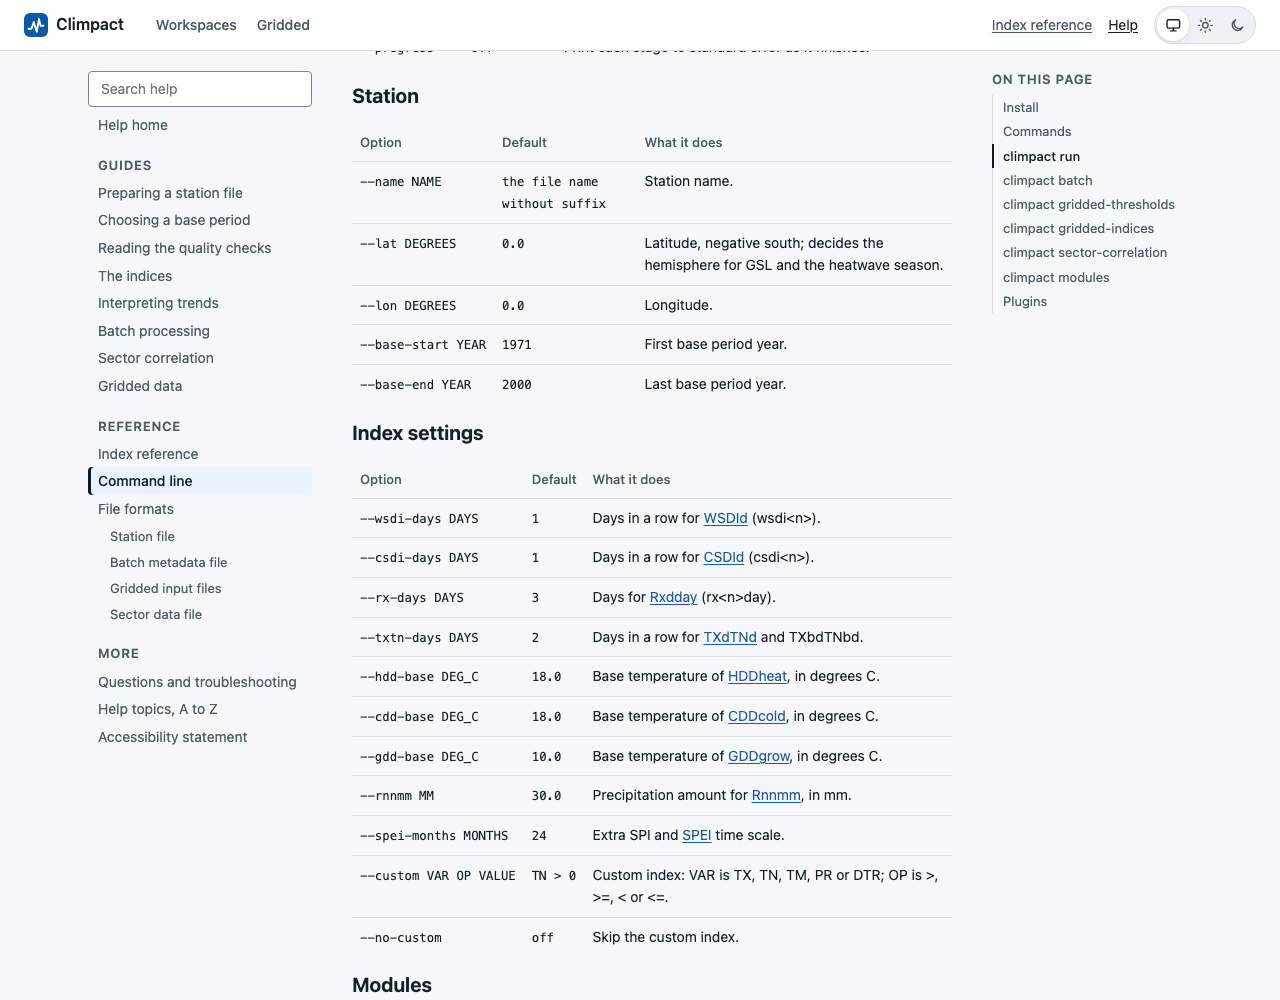 Climpact
Workspaces
Gridded
Index reference
Help
Search help
Help home
GUIDES
Preparing a station file
Choosing a base period
Reading the quality checks
The indices
Interpreting trends
Batch processing
Sector correlation
Gridded data
REFERENCE
Index reference
Command line
File formats
Station file
Batch metadata file
Gridded input files
Sector data file
MORE
Questions and troubleshooting
Help topics, A to Z
Accessibility statement
Station
Option Default What it does
--name NAME the file name without suffix Station name.
--lat DEGREES 0.0 Latitude, negative south; decides the
hemisphere for GSL and the heatwave season.
--lon DEGREES 0.0 Longitude.
--base-start YEAR 1971 First base period year.
--base-end YEAR 2000 Last base period year.
Index settings
Option Default What it does
--wsdi-days DAYS 1 Days in a row for WSDId (wsdi<n>).
--csdi-days DAYS 1 Days in a row for CSDId (csdi<n>).
--rx-days DAYS 3 Days for Rxdday (rx<n>day).
--txtn-days DAYS 2 Days in a row for TXdTNd and TXbdTNbd.
--hdd-base DEG_C 18.0 Base temperature of HDDheat, in degrees C.
--cdd-base DEG_C 18.0 Base temperature of CDDcold, in degrees C.
--gdd-base DEG_C 10.0 Base temperature of GDDgrow, in degrees C.
--rnnmm MM 30.0 Precipitation amount for Rnnmm, in mm.
--spei-months MONTHS 24 Extra SPI and SPEI time scale.
--custom VAR OP VALUE TN > 0 Custom index: VAR is TX, TN, TM, PR or DTR; OP is >,
>=, < or <=.
--no-custom off Skip the custom index.
Modules
ON THIS PAGE
Install
Commands
climpact run
climpact batch
climpact gridded-thresholds
climpact gridded-indices
climpact sector-correlation
climpact modules
Plugins